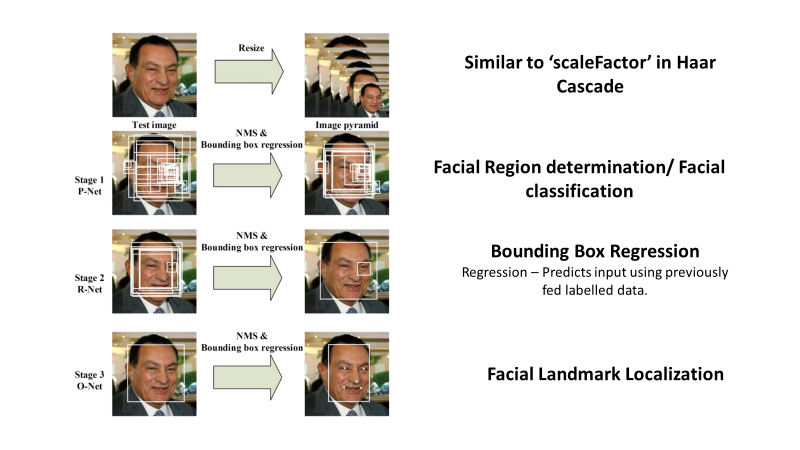 Resize
Similar to ‘scaleFactor’ in Haar
Cascade
Test image
Image pyramid
NMS &
Bounding box regression
Stage 1
P-Net
Facial Region determination/ Facial
classification
NMS &
Bounding box regression
Stage 2
R-Net
Bounding Box Regression
Regression – Predicts input using previously
fed labelled data.
NMS &
Bounding box regression
Stage 3
O-Net
Facial Landmark Localization